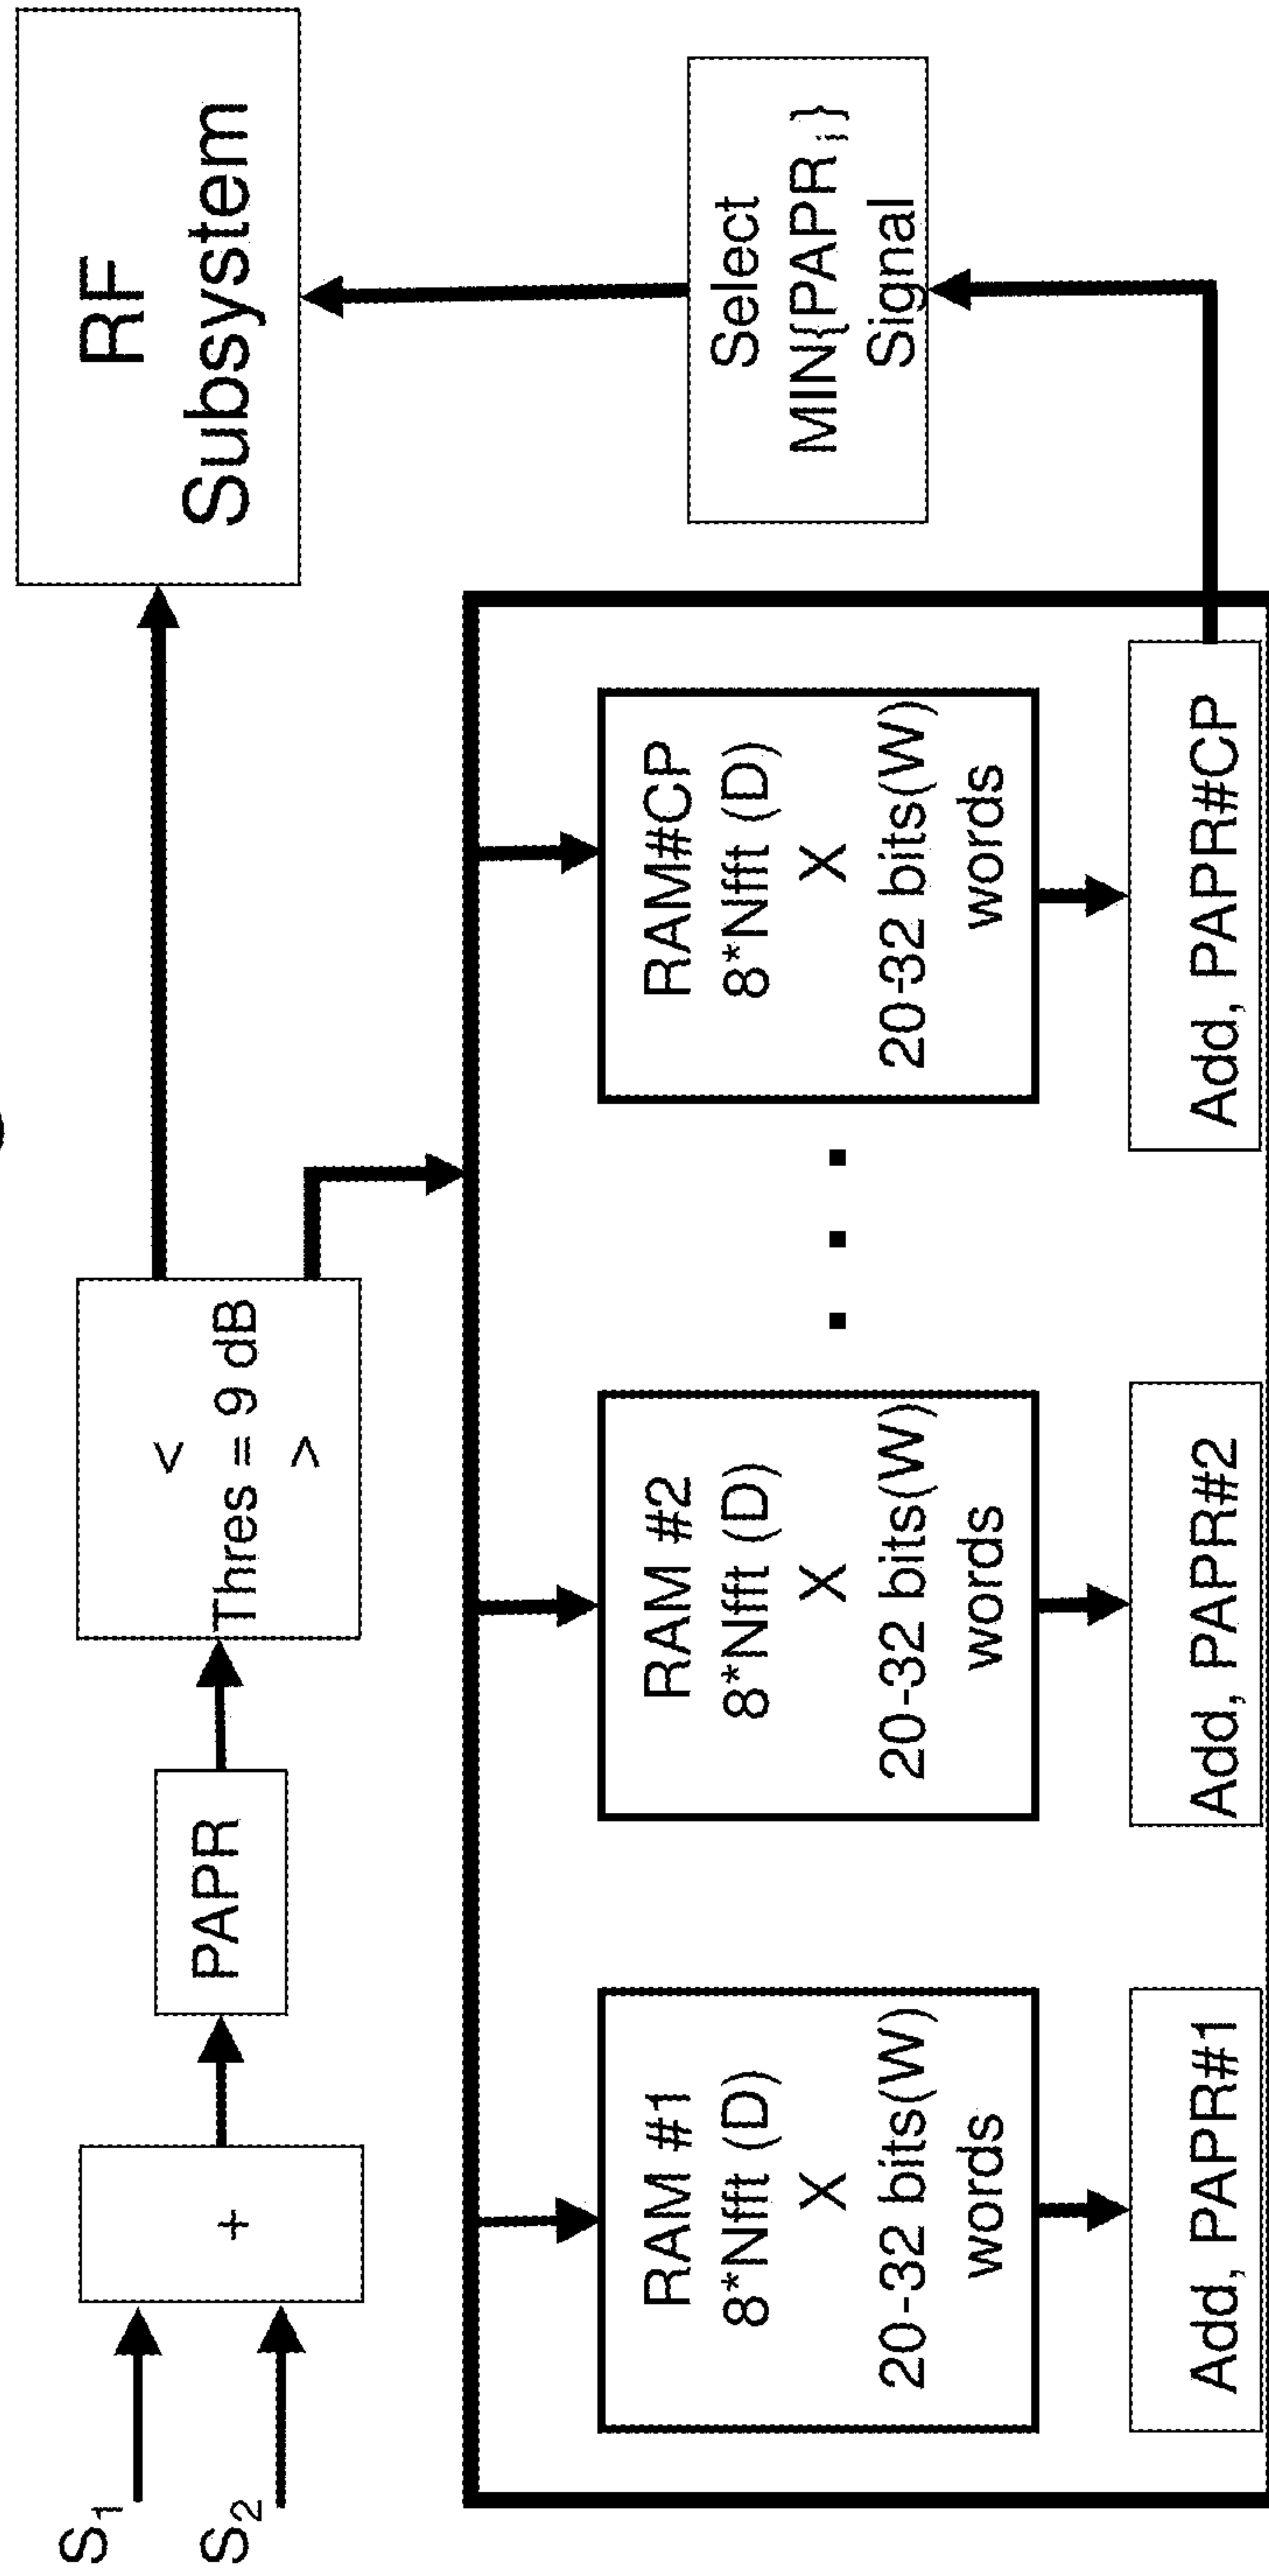 S1
S2
+
PAPR
<
Thres = 9 dB
>
RF
Subsystem
RAM #1
8*Nfft (D)
X
20-32 bits(W)
words
RAM #2
8*Nfft (D)
X
20-32 bits(W)
words
. . .
RAM#CP
8*Nfft (D)
X
20-32 bits(W)
words
Add, PAPR#1
Add, PAPR#2
Add, PAPR#CP
Select
MIN{PAPR i }
Signal